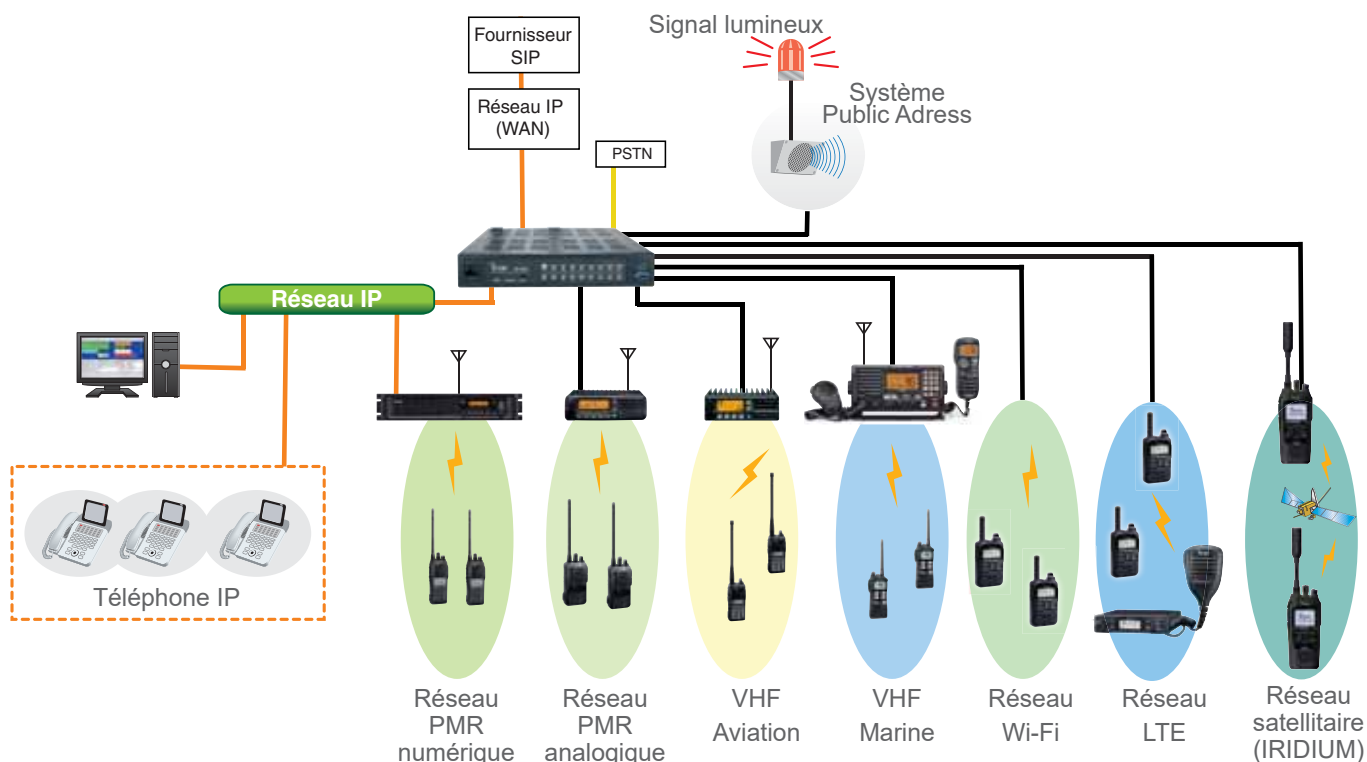 Fournisseur
SIP
Réseau IP
(WAN)
PSTN
Signal lumineux
Système
Public Adress
Réseau IP
Téléphone IP
Réseau
PMR
numérique
Réseau
PMR
analogique
VHF
Aviation
VHF
Marine
Réseau
Wi-Fi
Réseau
LTE
Réseau
satellitaire
(IRIDIUM)